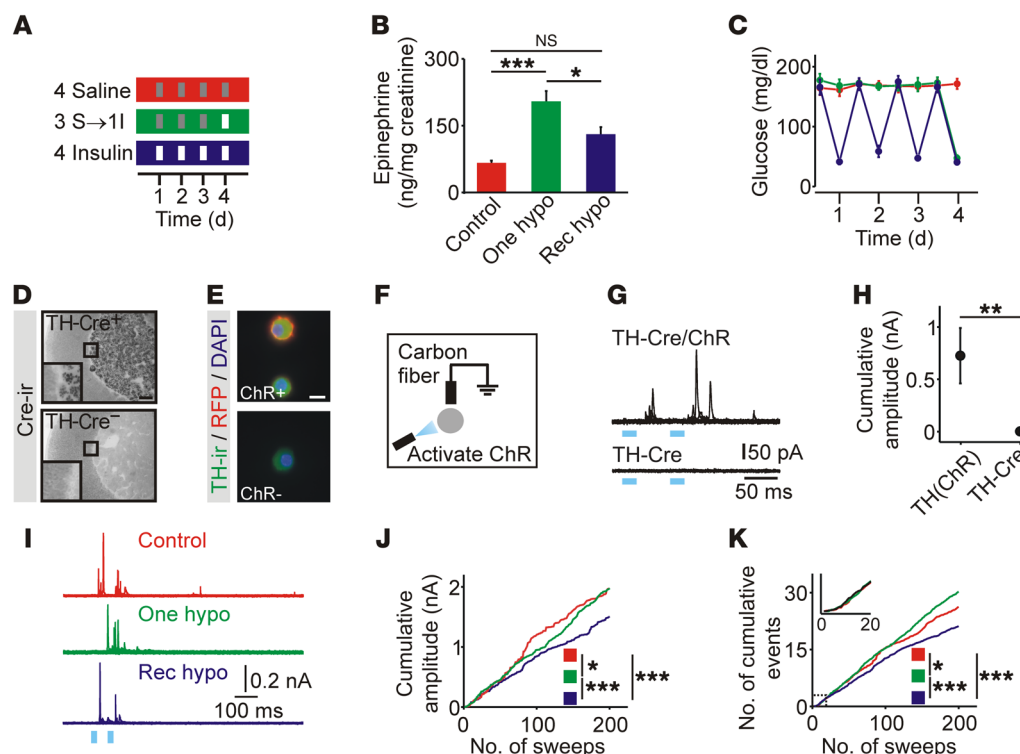 A
4 Saline
3 S→1I
4 Insulin
1 2 3 4
Time (d)
B
Epinephrine
(ng/mg creatinine)
300
150
0
NS
***
*
Control
One hypo
Rec hypo
C
Glucose (mg/dl)
200
100
0
1 2 3 4
Time (d)
D
Cre-ir
TH-Cre+
TH-Cre−
E
TH-ir / RFP / DAPI
ChR+
ChR-
F
Carbon
fiber
Activate ChR
G
TH-Cre/ChR
TH-Cre
50 pA
50 ms
H
Cumulative
amplitude (nA)
1
0.5
0
**
TH(ChR)
TH-Cre
I
Control
One hypo
Rec hypo
0.2 nA
100 ms
J
Cumulative
amplitude (nA)
2
1
0
0 100 200
No. of sweeps
*
***
***
K
No. of cumulative
events
30
15
0
0 20
0 100 200
No. of sweeps
*
***
***